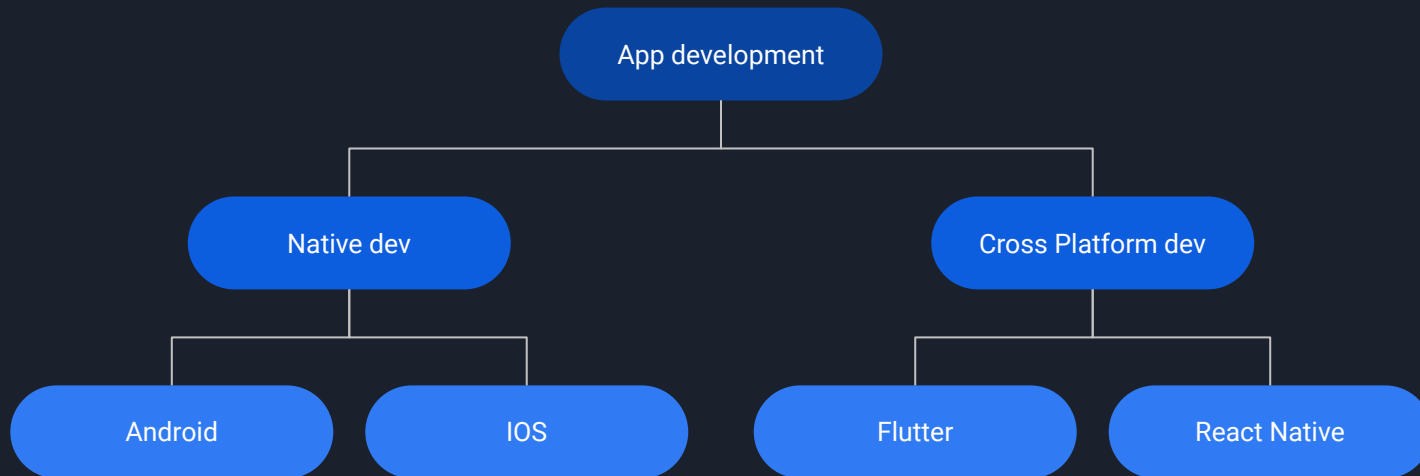 App development
Native dev
Cross Platform dev
Android
IOS
Flutter
React Native